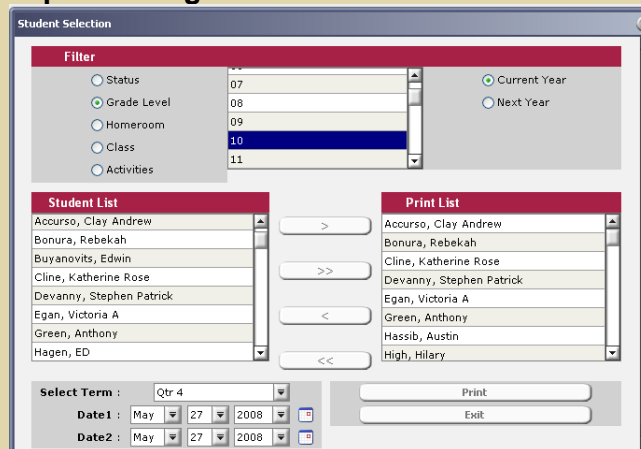 Student Selection
Filter
Status
Grade Level
Homeroom
Class
Activities
07
08
09
10
11
Current Year
Next Year
Student List
Accurso, Clay Andrew
Bonura, Rebekah
Buyanovits, Edwin
Cline, Katherine Rose
Devanny, Stephen Patrick
Egan, Victoria A
Green, Anthony
Hagen, ED
>
>>
<
<<
Print List
Accurso, Clay Andrew
Bonura, Rebekah
Cline, Katherine Rose
Devanny, Stephen Patrick
Egan, Victoria A
Green, Anthony
Hassib, Austin
High, Hilary
Select Term : Qtr 4
Date1 : May 27 2008
Date2 : May 27 2008
Print
Exit